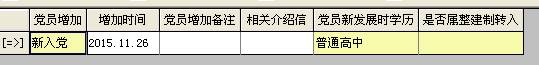 党员增加 增加时间 党员增加备注 相关介绍信 党员新发展时学历 是否属整建制转入
[=>] 新入党 2015.11.26 普通高中